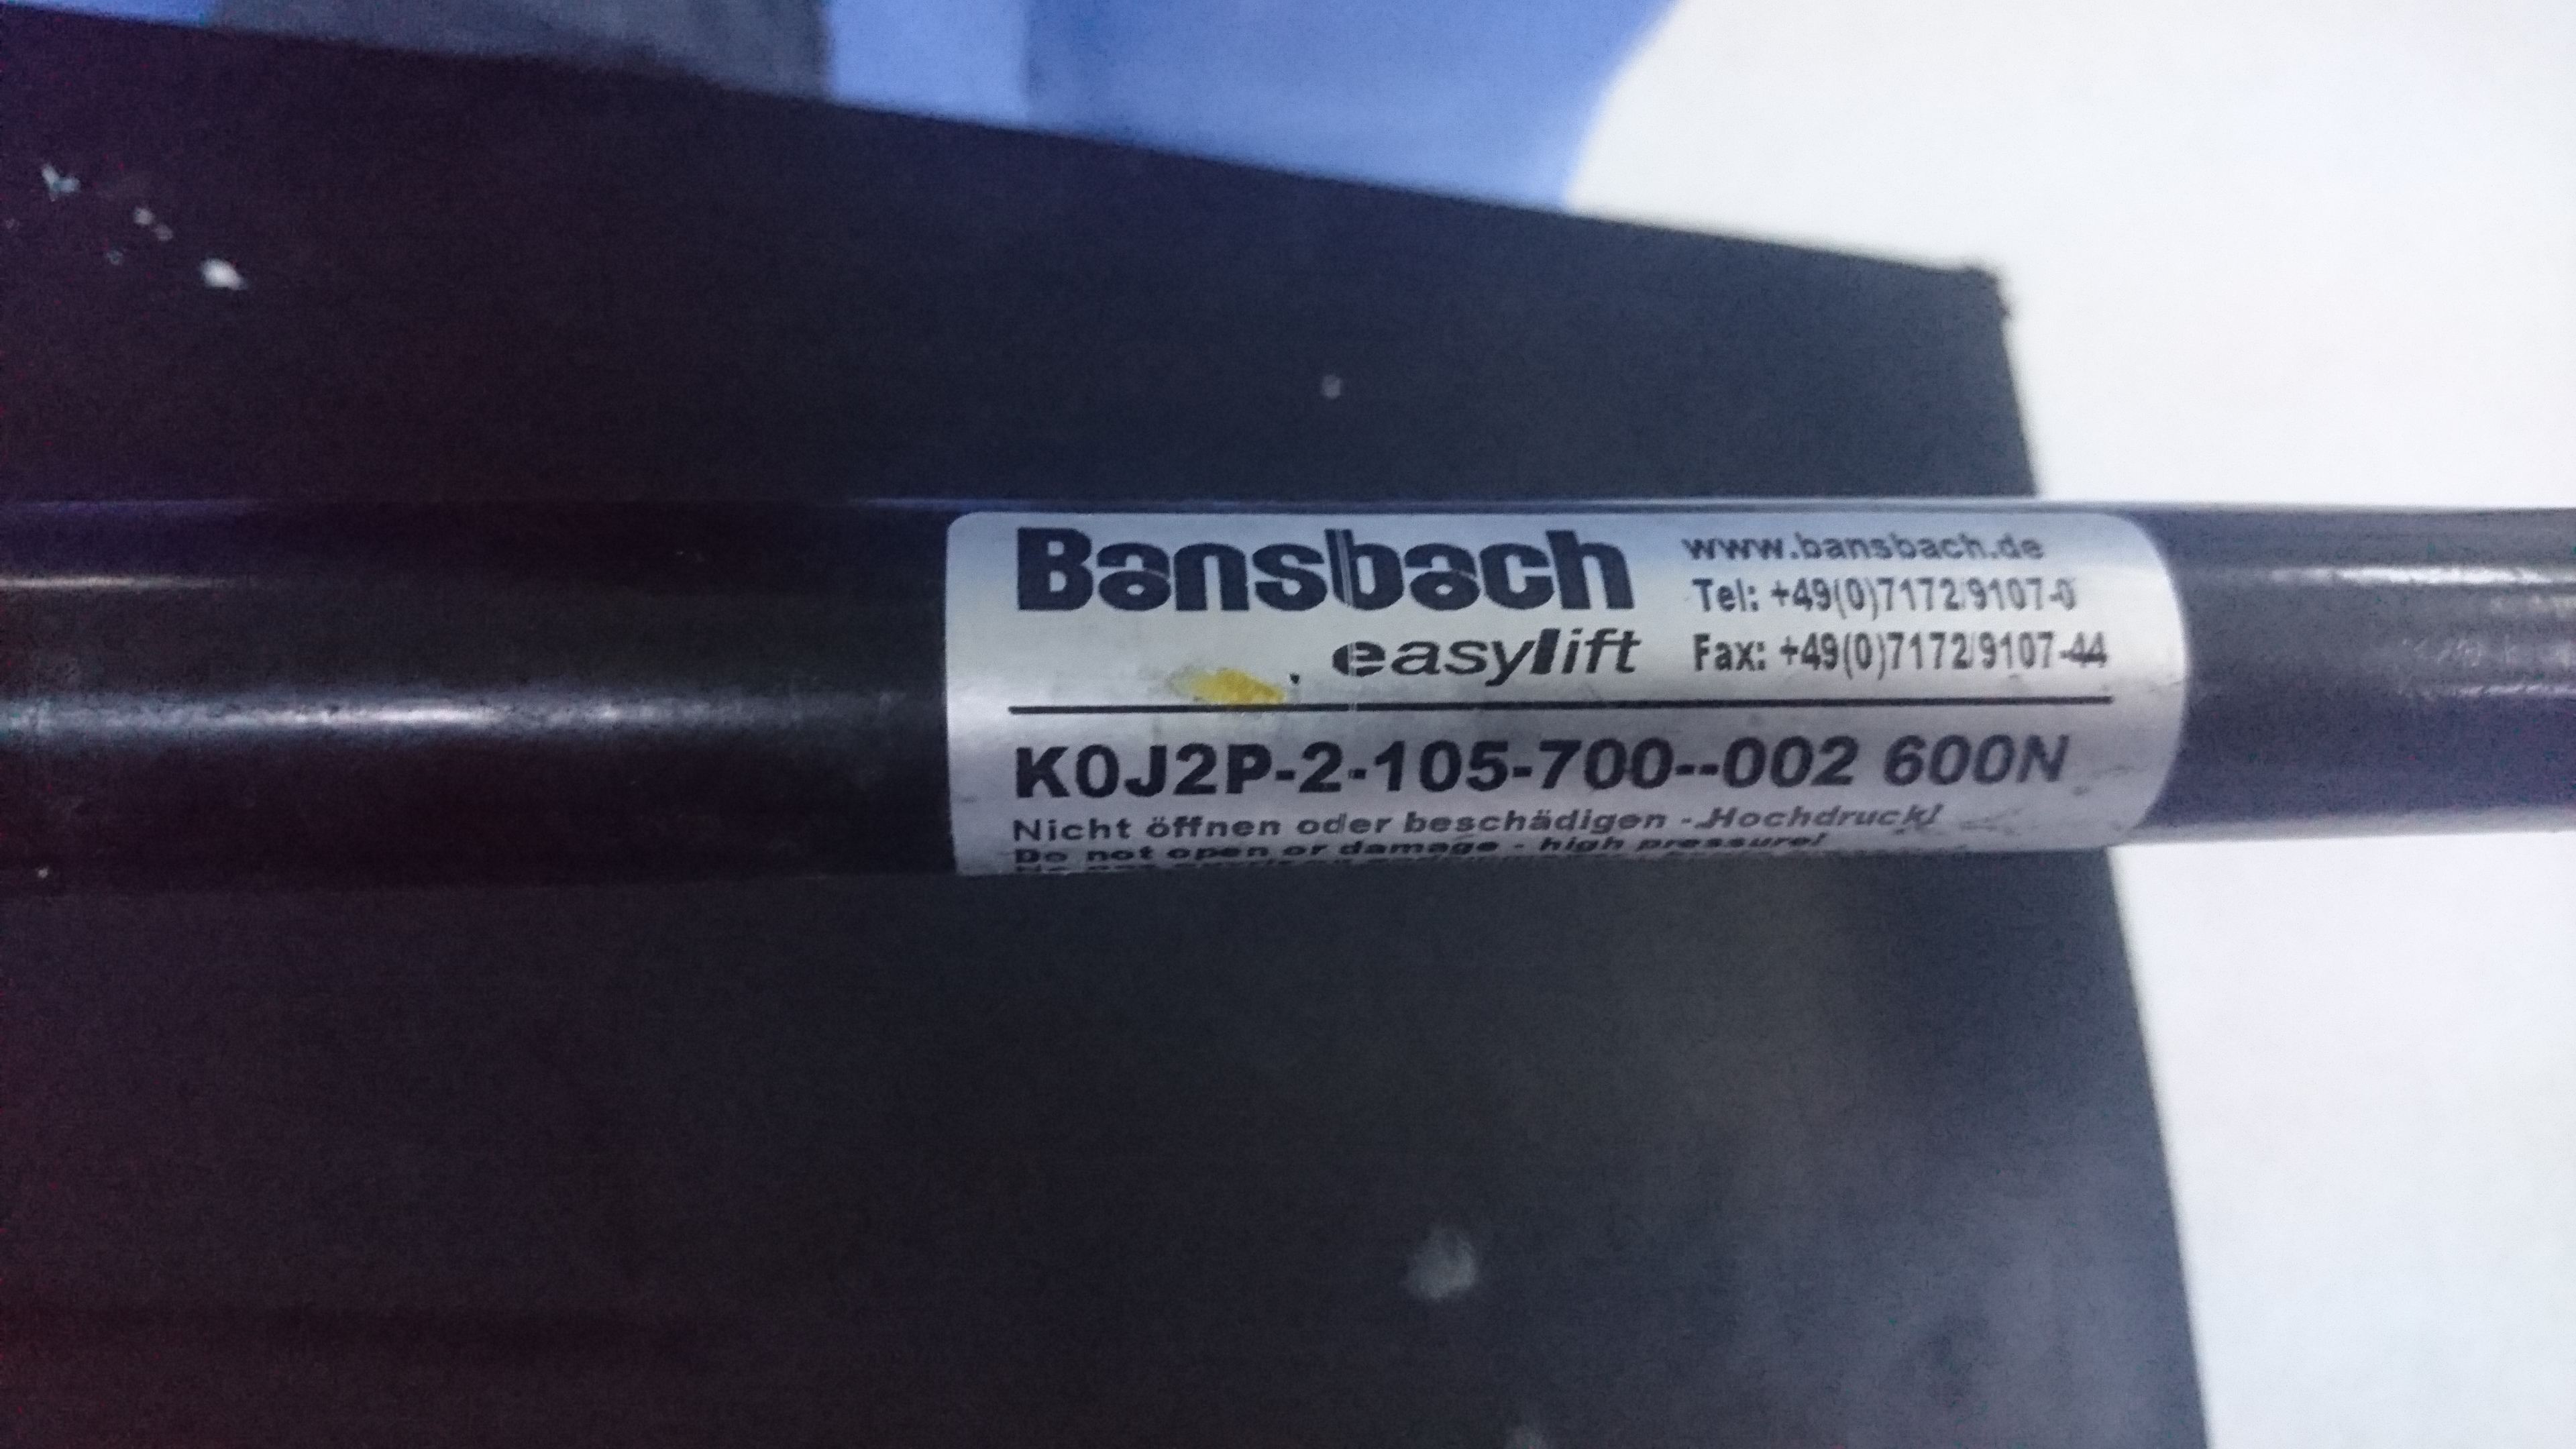 Bansbach
easylift
www.bansbach.de
Tel: +49(0)7172/9107-0
Fax: +49(0)7172/9107-44
K0J2P-2-105-700--002 600N
Nicht öffnen oder beschädigen - Hochdruck!
Do not open or damage - high pressure!